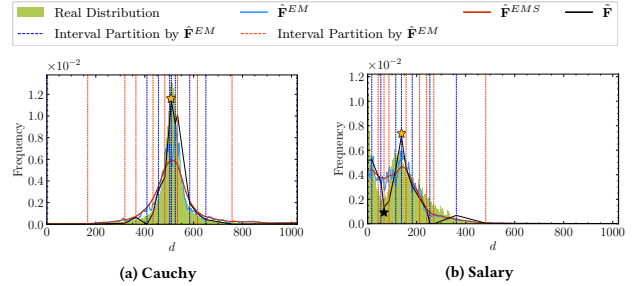 Real Distribution F̂^EM F̂^EMS F̃
Interval Partition by F̂^EM Interval Partition by F̂^EM
×10⁻² ×10⁻²
1.2 1.2
1.0 1.0
0.8 0.8
0.6 0.6
0.4 0.4
0.2 0.2
0.0 0.0
Frequency Frequency
0 200 400 600 800 1000 0 200 400 600 800 1000
d d
(a) Cauchy (b) Salary